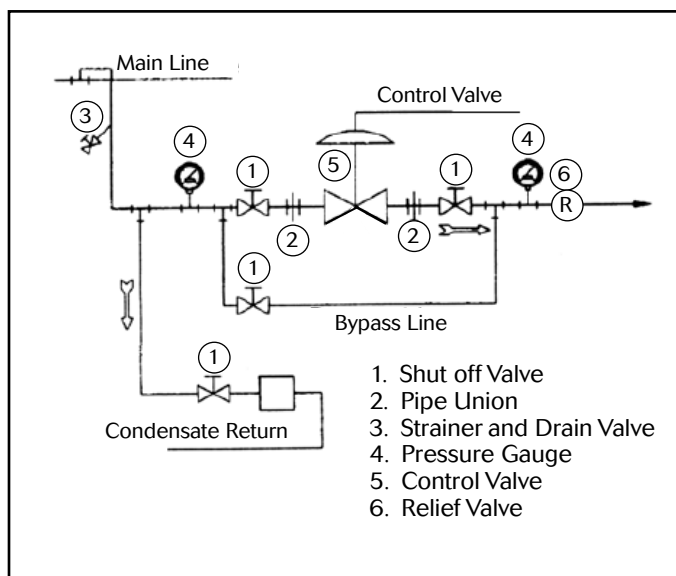 Main Line
Control Valve
3
4
1
5
1
4
6
R
2
2
1
Bypass Line
1
Condensate Return
1. Shut off Valve
2. Pipe Union
3. Strainer and Drain Valve
4. Pressure Gauge
5. Control Valve
6. Relief Valve